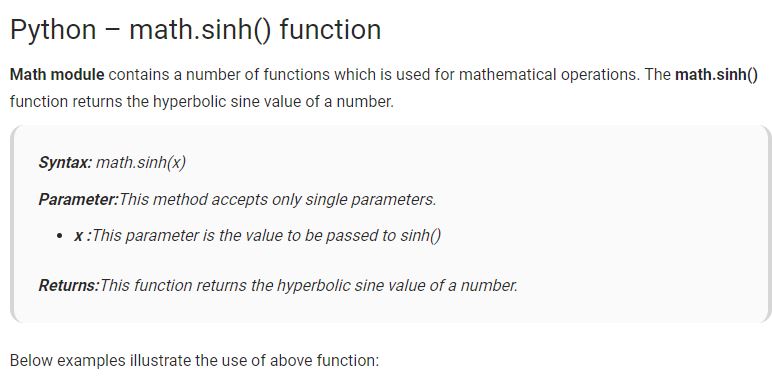 Python – math.sinh() function
Math module contains a number of functions which is used for mathematical operations. The math.sinh()
function returns the hyperbolic sine value of a number.
Syntax: math.sinh(x)
Parameter:This method accepts only single parameters.
• x :This parameter is the value to be passed to sinh()
Returns:This function returns the hyperbolic sine value of a number.
Below examples illustrate the use of above function: